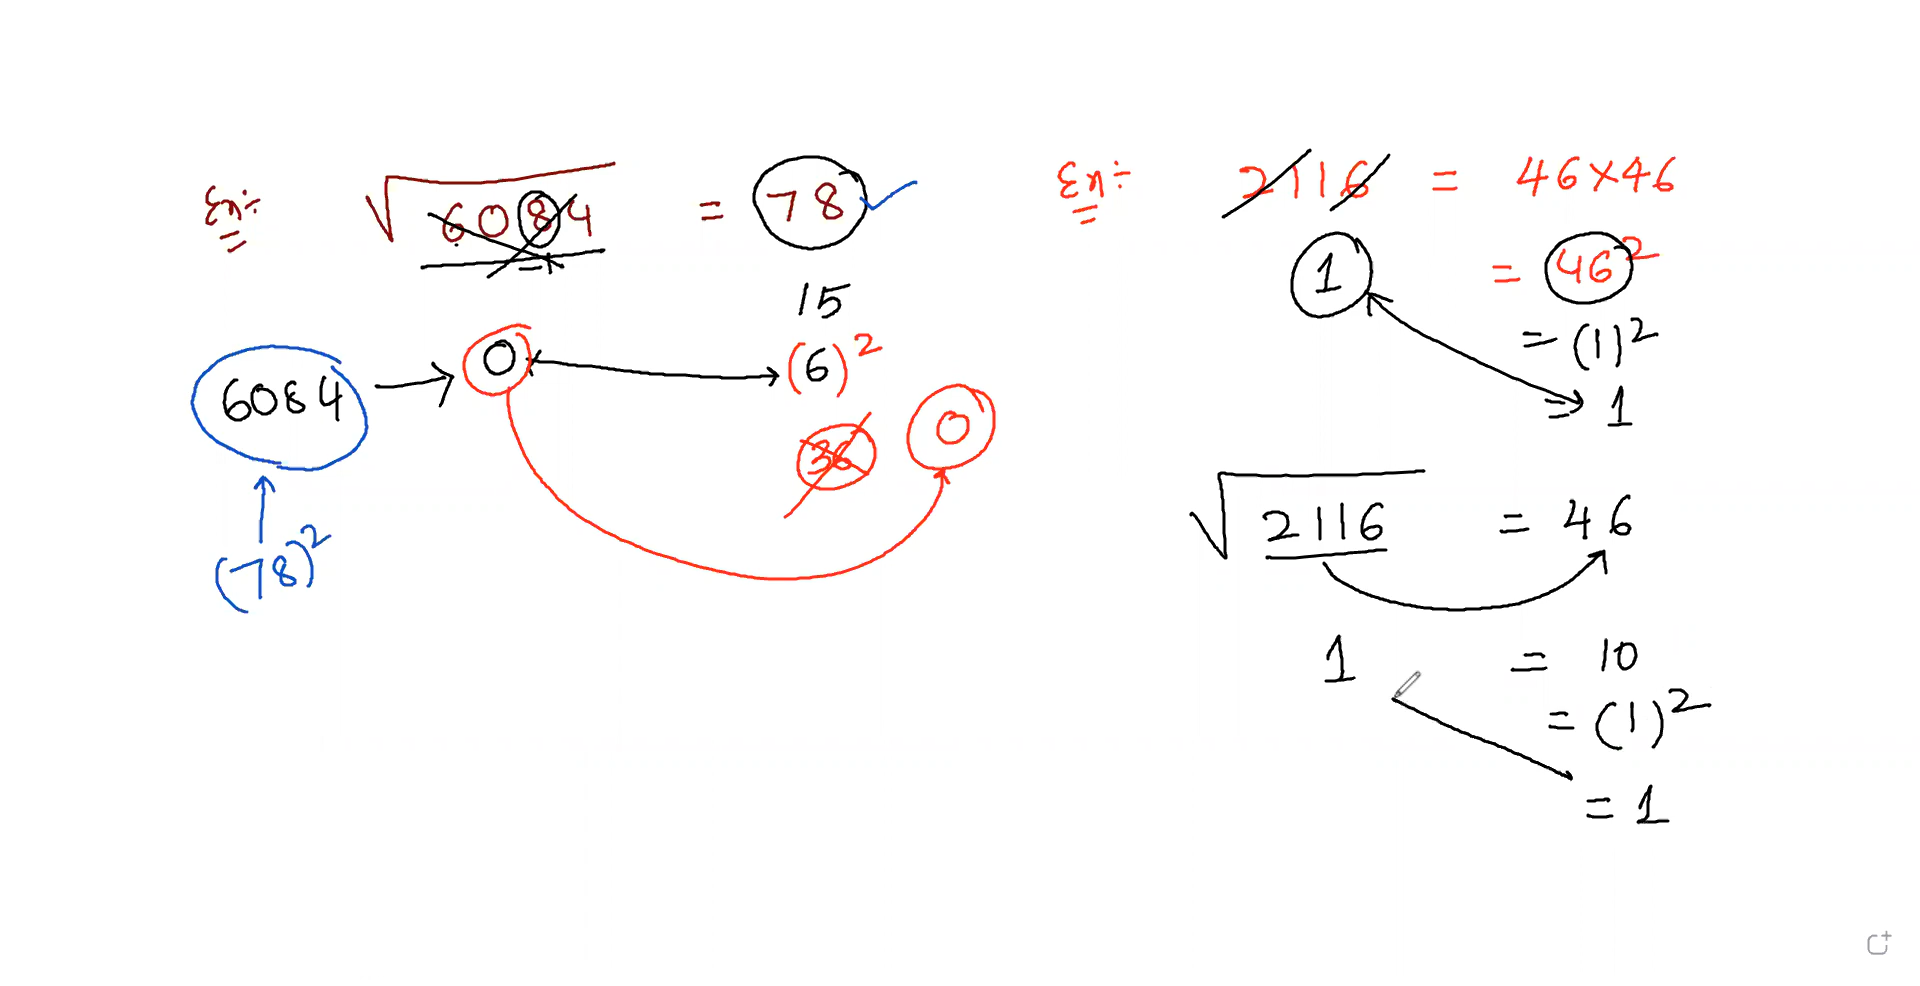 Ex:-
√6084 = 78
-1
15
6084 → 0 (6)²
36 0
(78)²
Ex:- 2116 = 46×46
1 = 46²
= (1)²
= 1
√2116 = 46
1 = 10
= (1)²
= 1